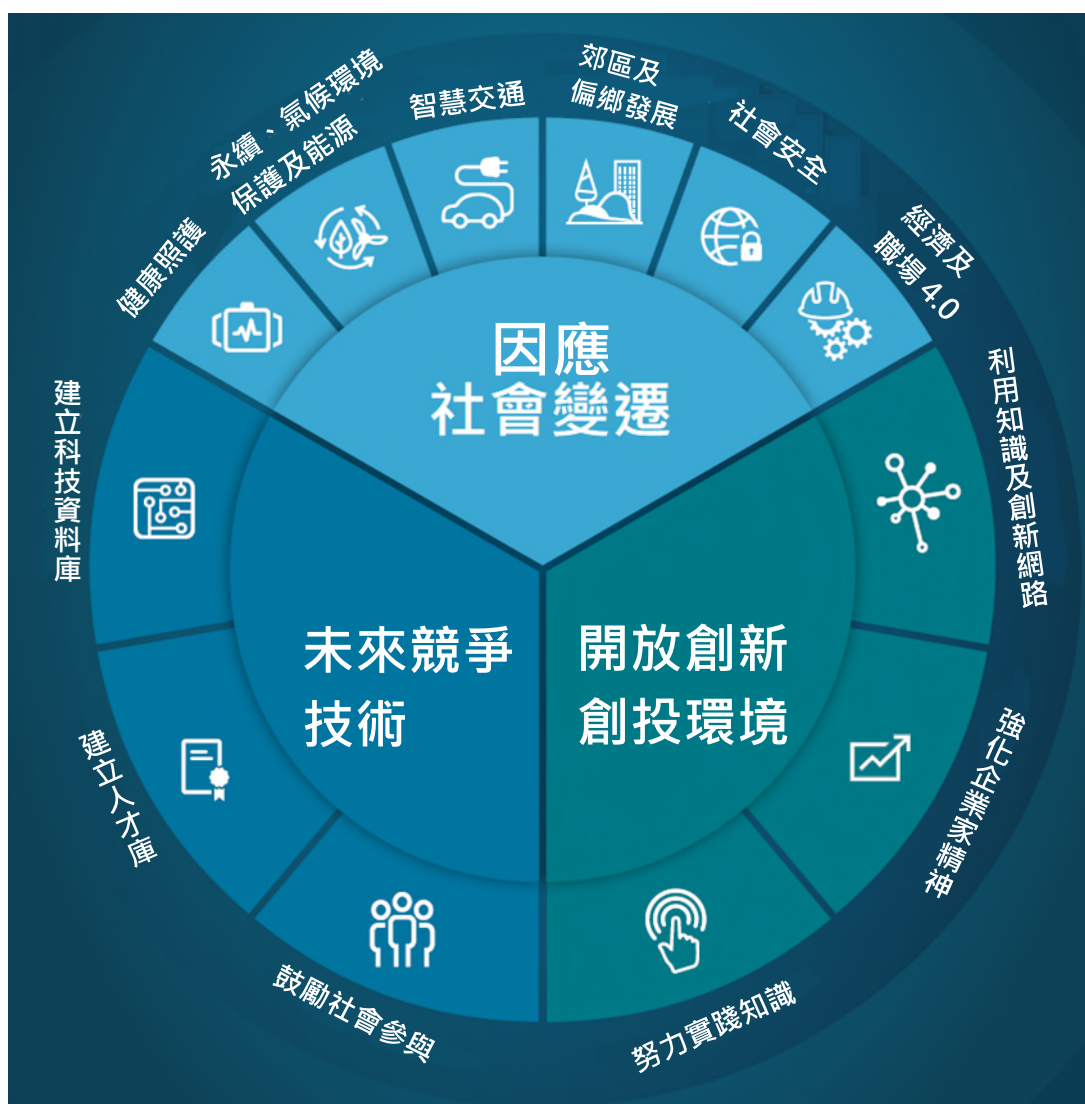 健康照護
永續、氣候環境
保護及能源
智慧交通
郊區及
偏鄉發展
社會安全
經濟及
職場 4.0
因應
社會變遷
建立科技資料庫
建立人才庫
鼓勵社會參與
未來競爭
技術
開放創新
創投環境
利用知識及創新網路
強化企業家精神
努力實踐知識